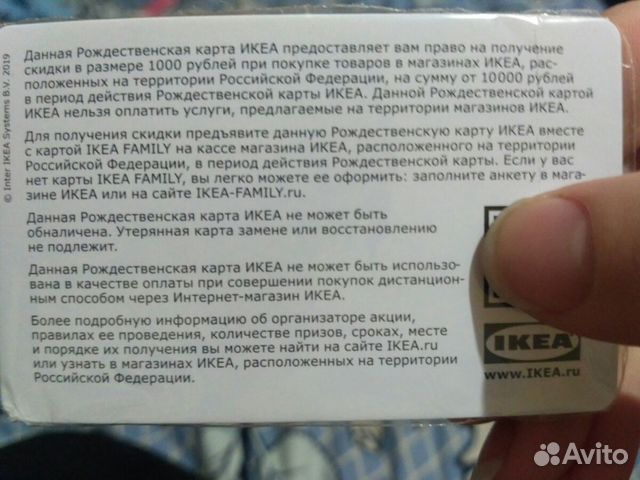 Данная Рождественская карта ИКЕА предоставляет вам право на получение
скидки в размере 1000 рублей при покупке товаров в магазинах ИКЕА, рас-
положенных на территории Российской Федерации, на сумму от 10000 рублей
в период действия Рождественской карты ИКЕА. Данной Рождественской картой
ИКЕА нельзя оплатить услуги, предлагаемые на территории магазинов ИКЕА.
Для получения скидки предъявите данную Рождественскую карту ИКЕА вместе
с картой IKEA FAMILY на кассе магазина ИКЕА, расположенного на территории
Российской Федерации, в период действия Рождественской карты. Если у вас
нет карты IKEA FAMILY, вы легко можете ее оформить: заполните анкету в мага-
зине ИКЕА или на сайте IKEA-FAMILY.ru.
Данная Рождественская карта ИКЕА не может быть
обналичена. Утерянная карта замене или восстановлению
не подлежит.
Данная Рождественская карта ИКЕА не может быть использо-
вана в качестве оплаты при совершении покупок дистанцион-
ным способом через Интернет-магазин ИКЕА.
Более подробную информацию об организаторе акции,
правилах ее проведения, количестве призов, сроках, месте
и порядке их получения вы можете найти на сайте IKEA.ru
или узнать в магазинах ИКЕА, расположенных на территории
Российской Федерации.
© Inter IKEA Systems B.V. 2019
IKEA
www.IKEA.ru
Avito